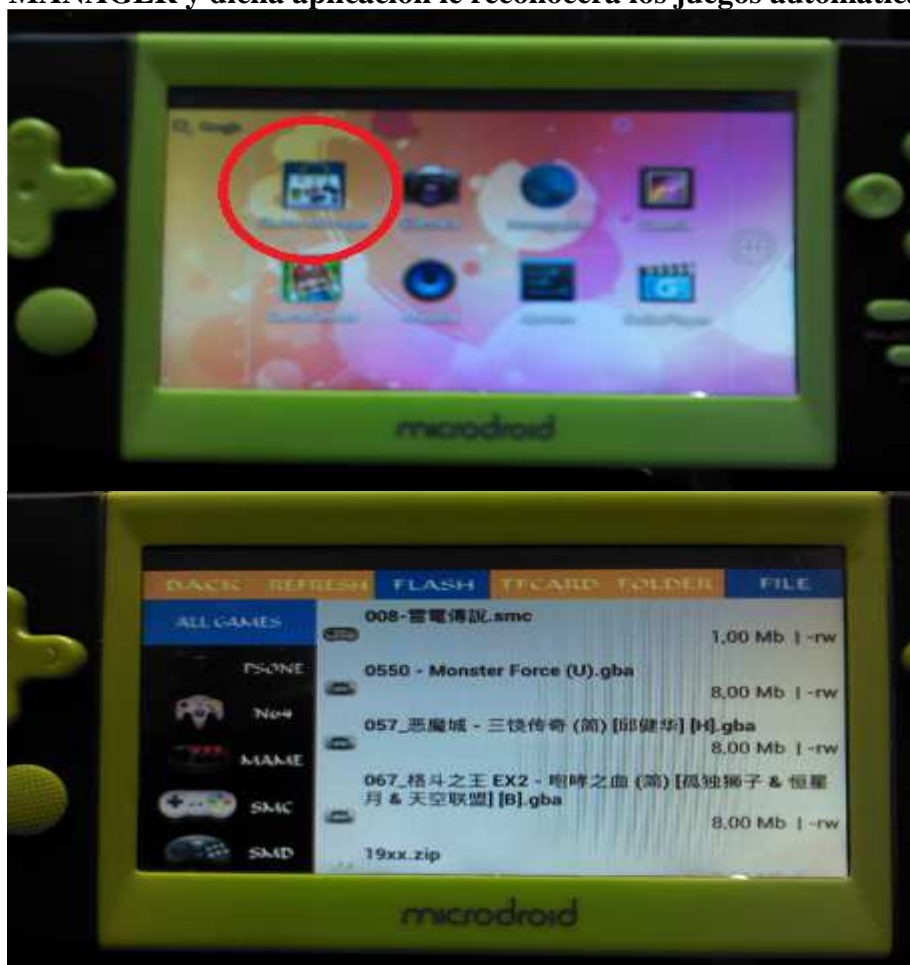 MANAGER y dicha aplicación le reconocerá los juegos automática
Google
microdroid
BACK REFRESH FLASH TFCARD FOLDER FILE
ALL GAMES
PSONE
N64
MAME
SMC
SMD
008-雷電傳説.smc
1,00 Mb | -rw
0550 - Monster Force (U).gba
8,00 Mb | -rw
057_恶魔城 - 三饶传奇 (简) [邱健华] [H].gba
8,00 Mb | -rw
067_格斗之王 EX2 - 咆哮之血 (简) [孤独狮子 & 恒星
月 & 天空联盟] [B].gba
8,00 Mb | -rw
19xx.zip
microdroid